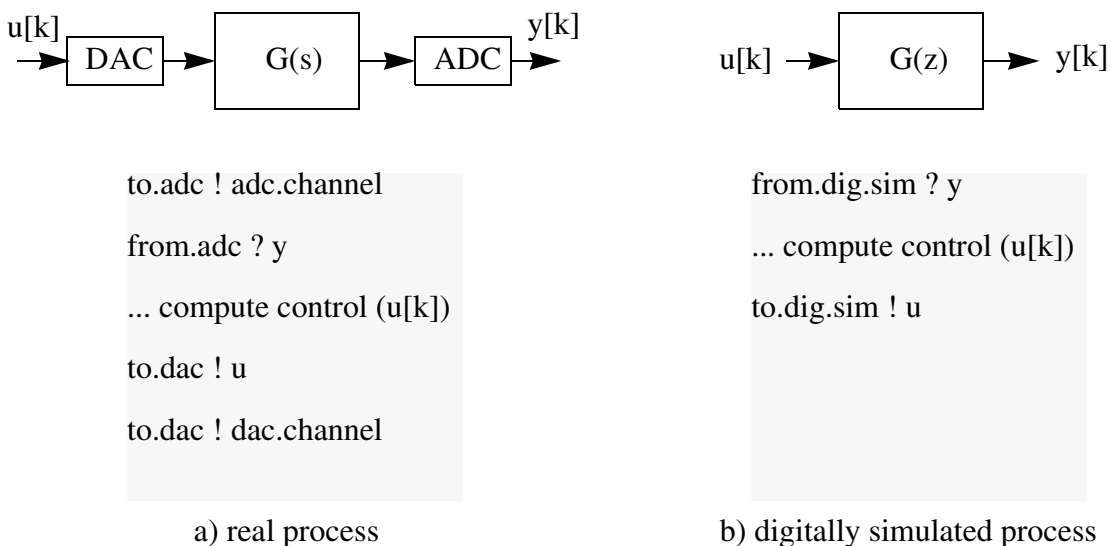 u[k]
DAC
G(s)
ADC
y[k]
to.adc ! adc.channel
from.adc ? y
... compute control (u[k])
to.dac ! u
to.dac ! dac.channel
a) real process
u[k]
G(z)
y[k]
from.dig.sim ? y
... compute control (u[k])
to.dig.sim ! u
b) digitally simulated process